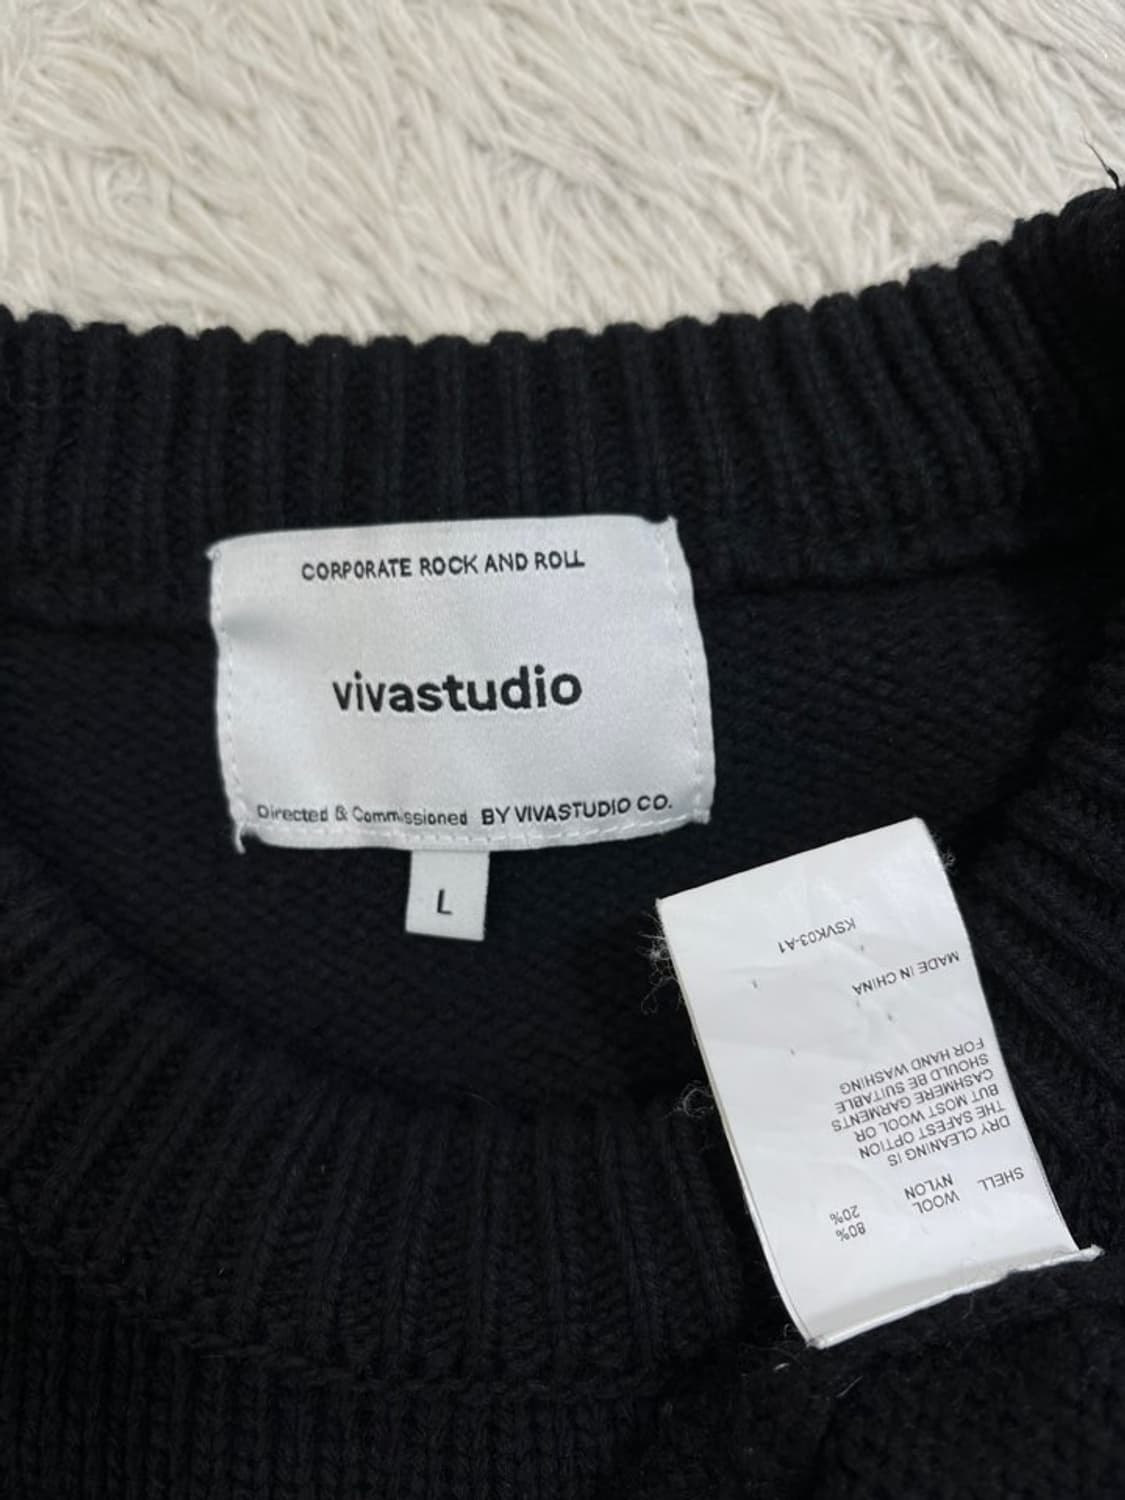 CORPORATE ROCK AND ROLL
vivastudio
Directed & Commissioned BY VIVASTUDIO CO.
L
SHELL WOOL 80%
NYLON 20%
DRY CLEANING IS
THE SAFEST OPTION
BUT MOST WOOL OR
CASHMERE GARMENTS
SHOULD BE SUITABLE
FOR HAND WASHING
MADE IN CHINA
KSVK03-A1